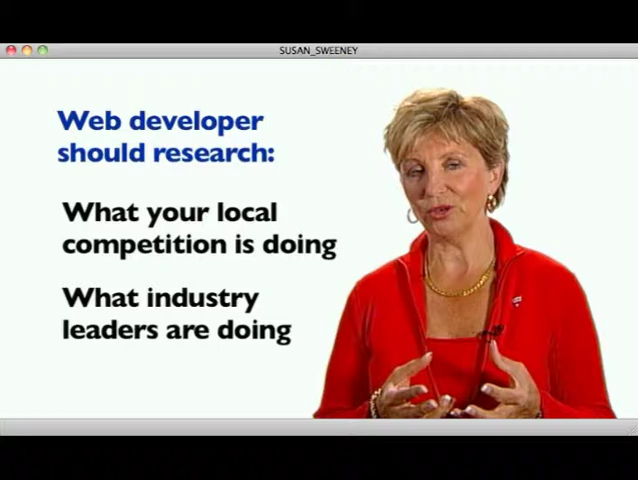 SUSAN_SWEENEY
Web developer
should research:
What your local
competition is doing
What industry
leaders are doing